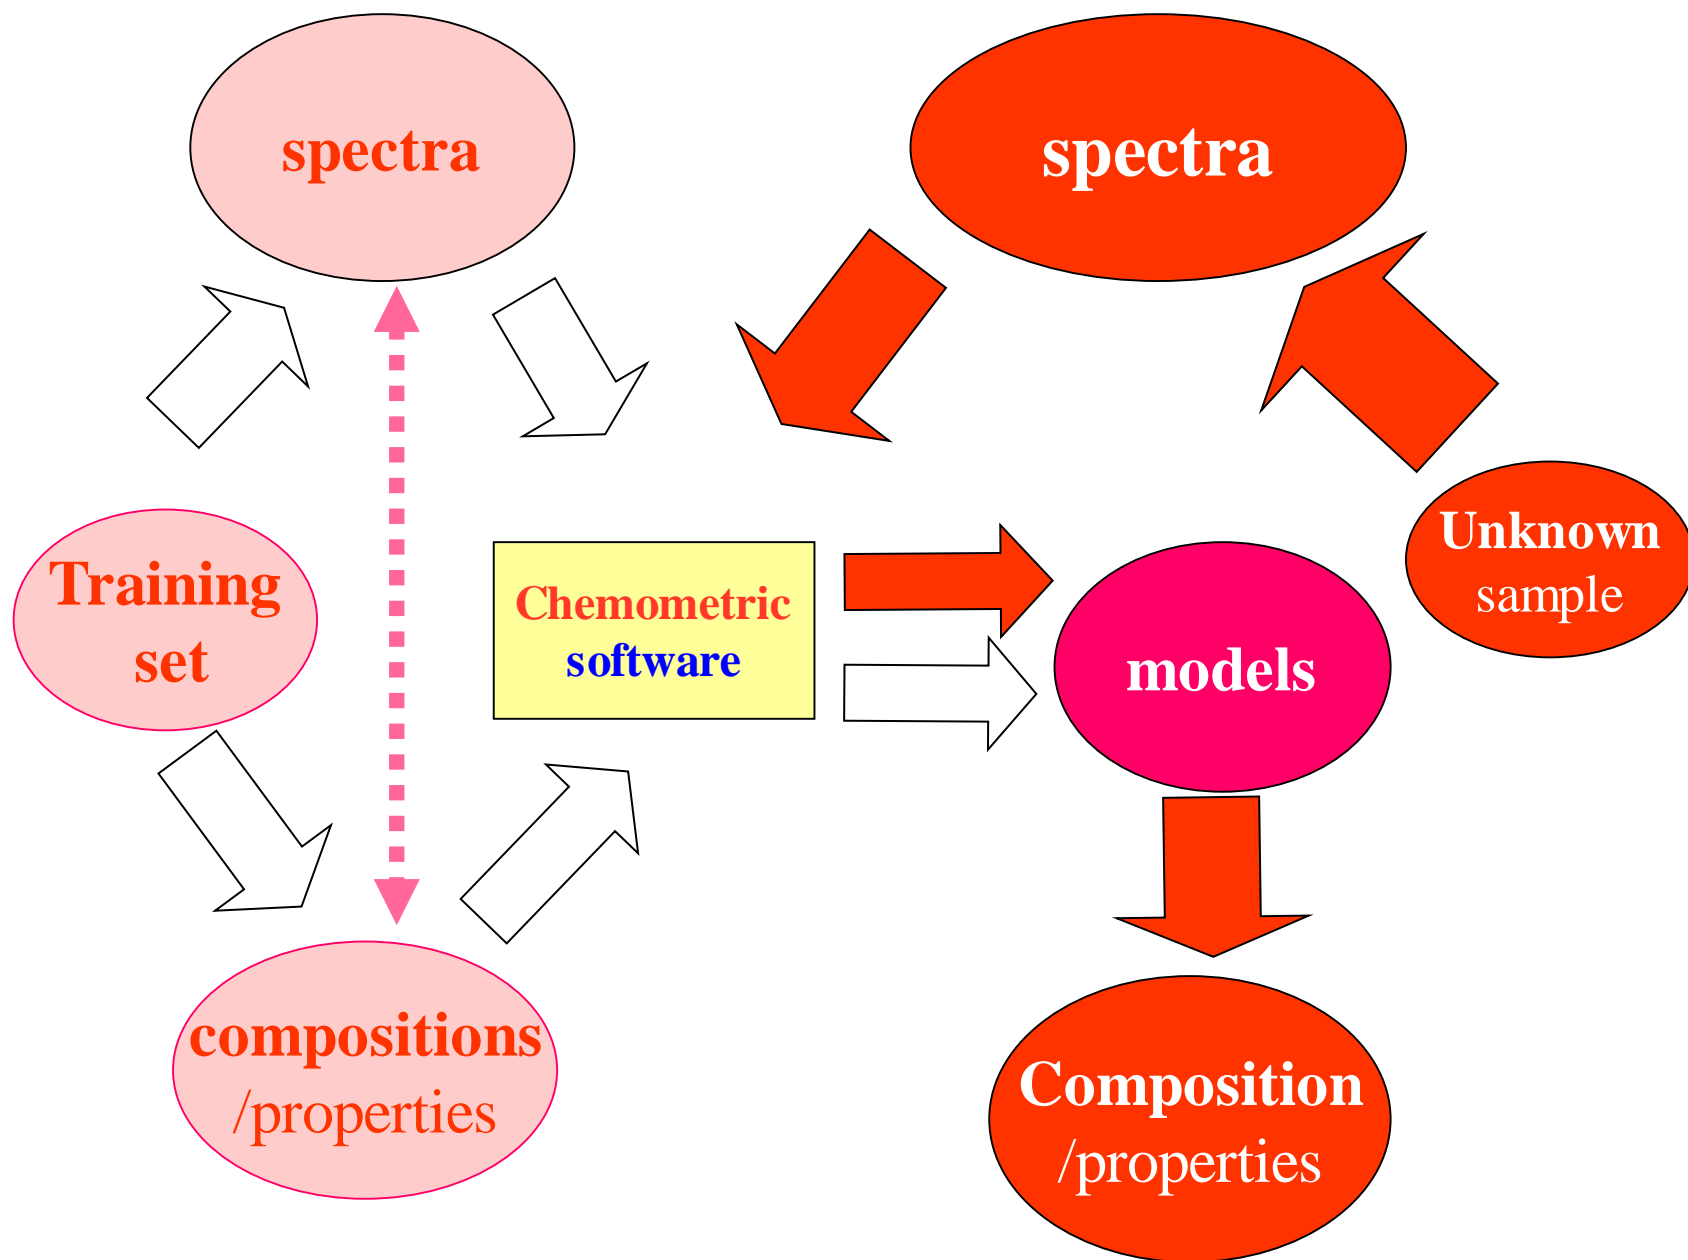 spectra
spectra
Training
set
Chemometric
software
models
Unknown
sample
compositions
/properties
Composition
/properties